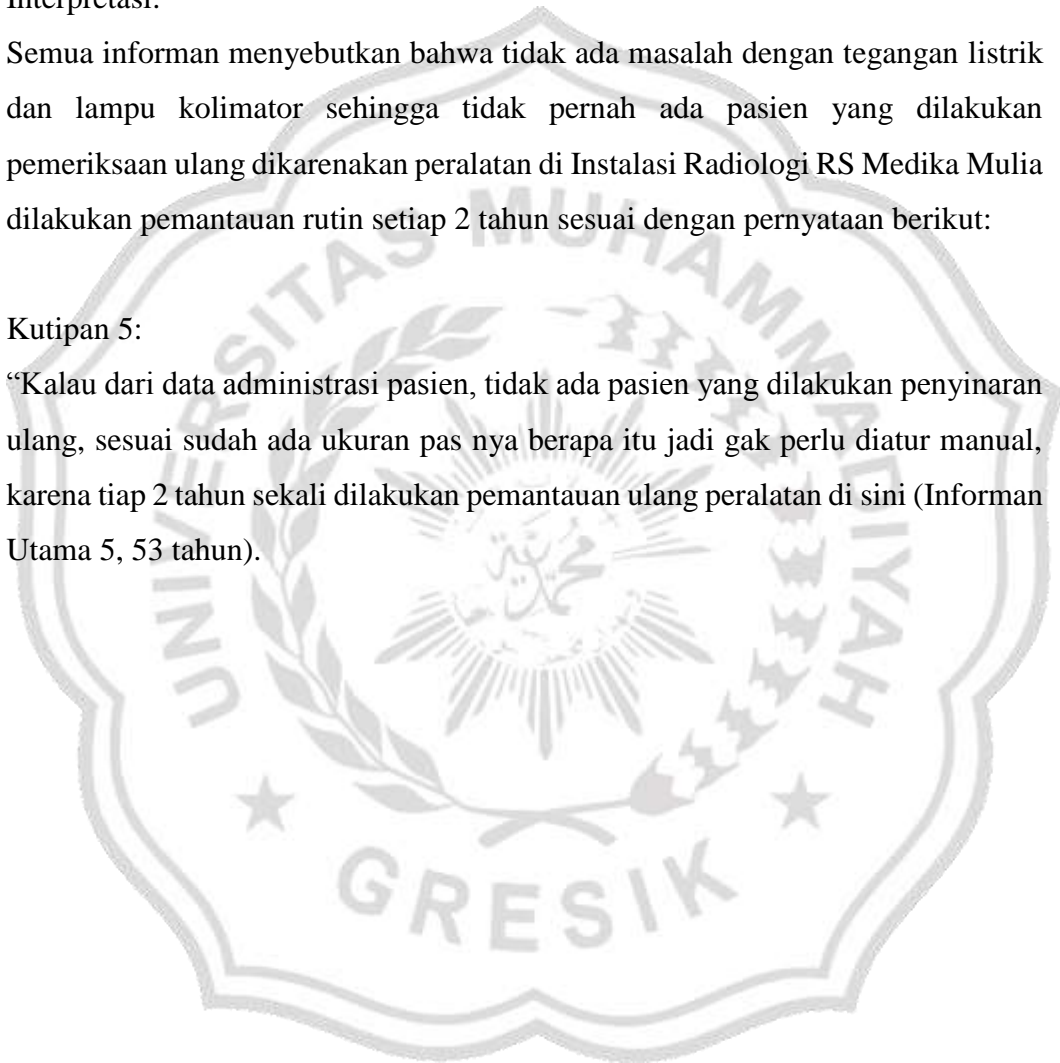 Interpretasi:
Semua informan menyebutkan bahwa tidak ada masalah dengan tegangan listrik
dan lampu kolimator sehingga tidak pernah ada pasien yang dilakukan
pemeriksaan ulang dikarenakan peralatan di Instalasi Radiologi RS Medika Mulia
dilakukan pemantauan rutin setiap 2 tahun sesuai dengan pernyataan berikut:
Kutipan 5:
“Kalau dari data administrasi pasien, tidak ada pasien yang dilakukan penyinaran
ulang, sesuai sudah ada ukuran pas nya berapa itu jadi gak perlu diatur manual,
karena tiap 2 tahun sekali dilakukan pemantauan ulang peralatan di sini (Informan
Utama 5, 53 tahun).
UNIVERSITAS MUHAMMADIYAH
GRESIK